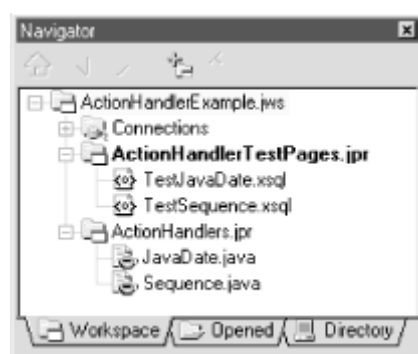 Navigator
ActionHandlerExample.jws
Connections
ActionHandlerTestPages.jpr
TestJavaDate.xsql
TestSequence.xsql
ActionHandlers.jpr
JavaDate.java
Sequence.java
Workspace Opened Directory